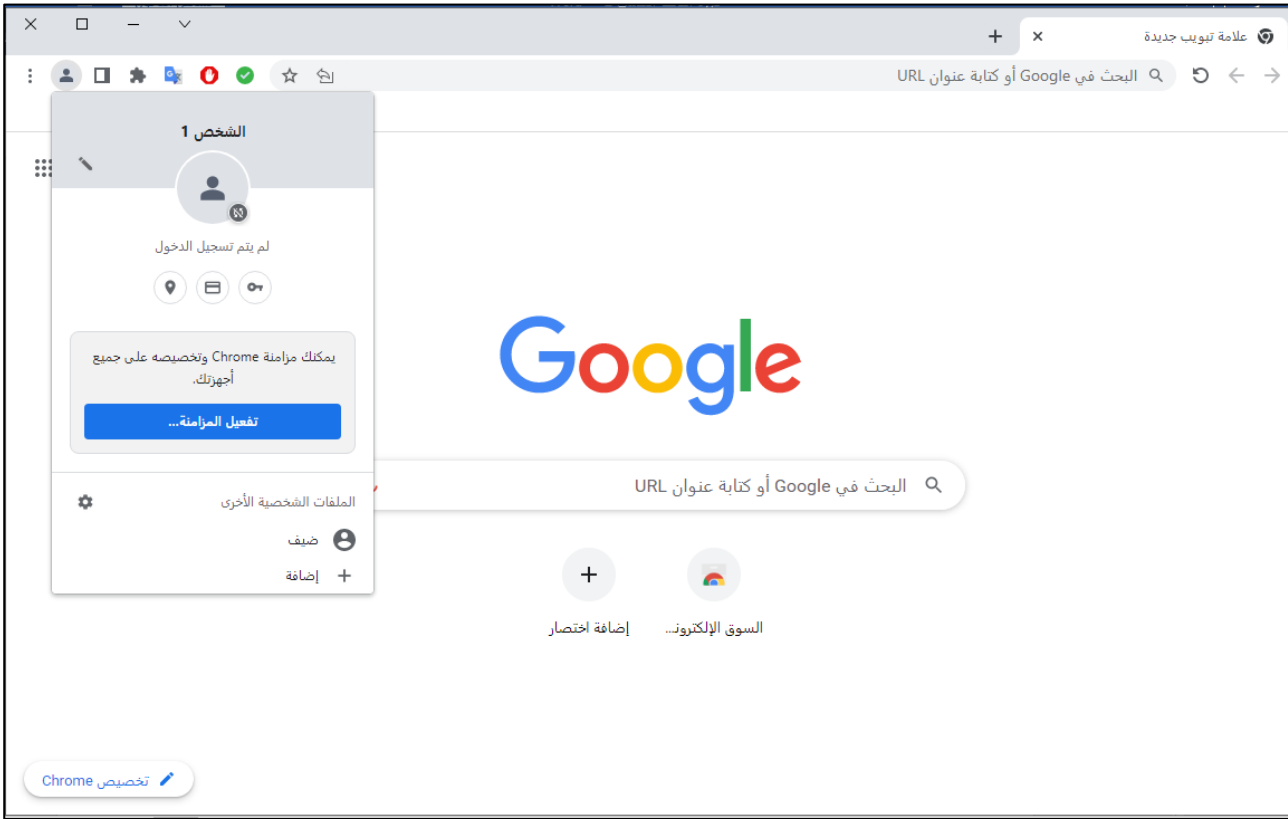 علامة تبويب جديدة
البحث في Google أو كتابة عنوان URL
الشخص 1
لم يتم تسجيل الدخول
يمكنك مزامنة Chrome وتخصيصه على جميع
أجهزتك.
تفعيل المزامنة...
الملفات الشخصية الأخرى
ضيف
إضافة
Google
البحث في Google أو كتابة عنوان URL
السوق الإلكترونـ...
إضافة اختصار
تخصيص Chrome